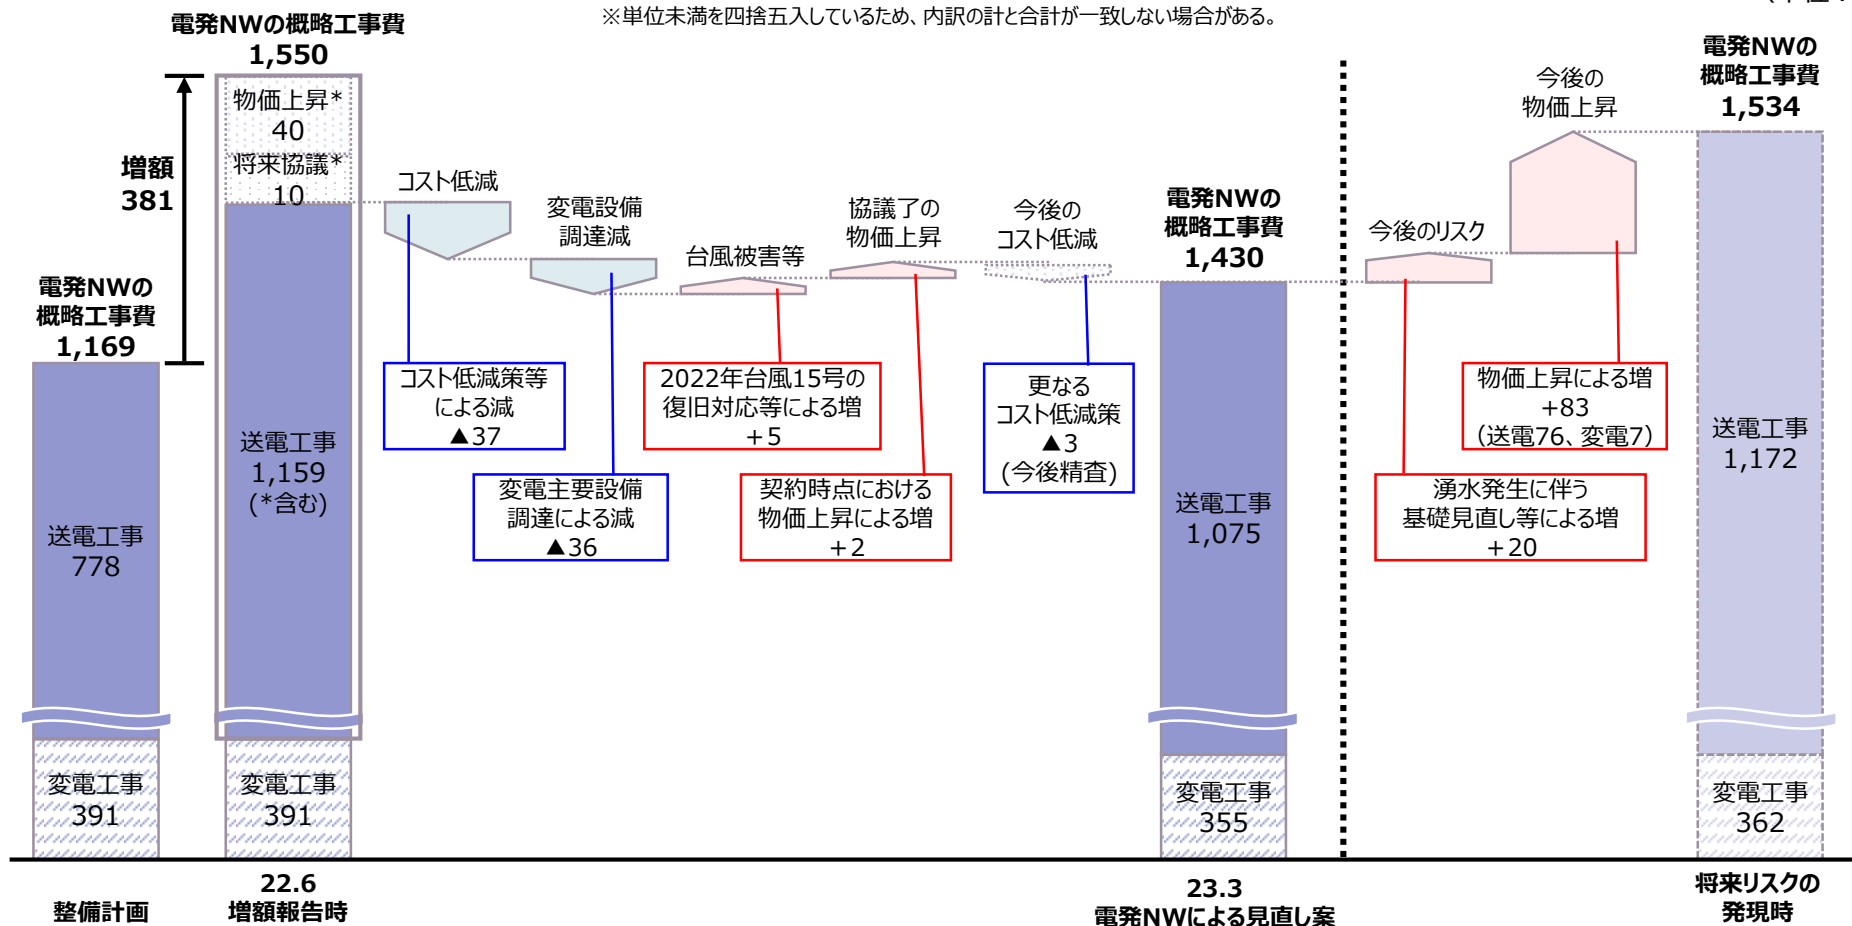 ※単位未満を四捨五入しているため、内訳の計と合計が一致しない場合がある。
電発NWの概略工事費
1,550
物価上昇*
40
将来協議*
10
増額
381
電発NWの
概略工事費
1,169
送電工事
778
変電工事
391
整備計画
送電工事
1,159
(*含む)
変電工事
391
22.6
増額報告時
コスト低減
コスト低減策等
による減
▲37
変電設備
調達減
変電主要設備
調達による減
▲36
台風被害等
2022年台風15号の
復旧対応等による増
+5
協議了の
物価上昇
契約時点における
物価上昇による増
+2
今後の
コスト低減
更なる
コスト低減策
▲3
(今後精査)
電発NWの
概略工事費
1,430
送電工事
1,075
変電工事
355
23.3
電発NWによる見直し案
今後のリスク
湧水発生に伴う
基礎見直し等による増
+20
今後の
物価上昇
物価上昇による増
+83
(送電76、変電7)
電発NWの
概略工事費
1,534
送電工事
1,172
変電工事
362
将来リスクの
発現時